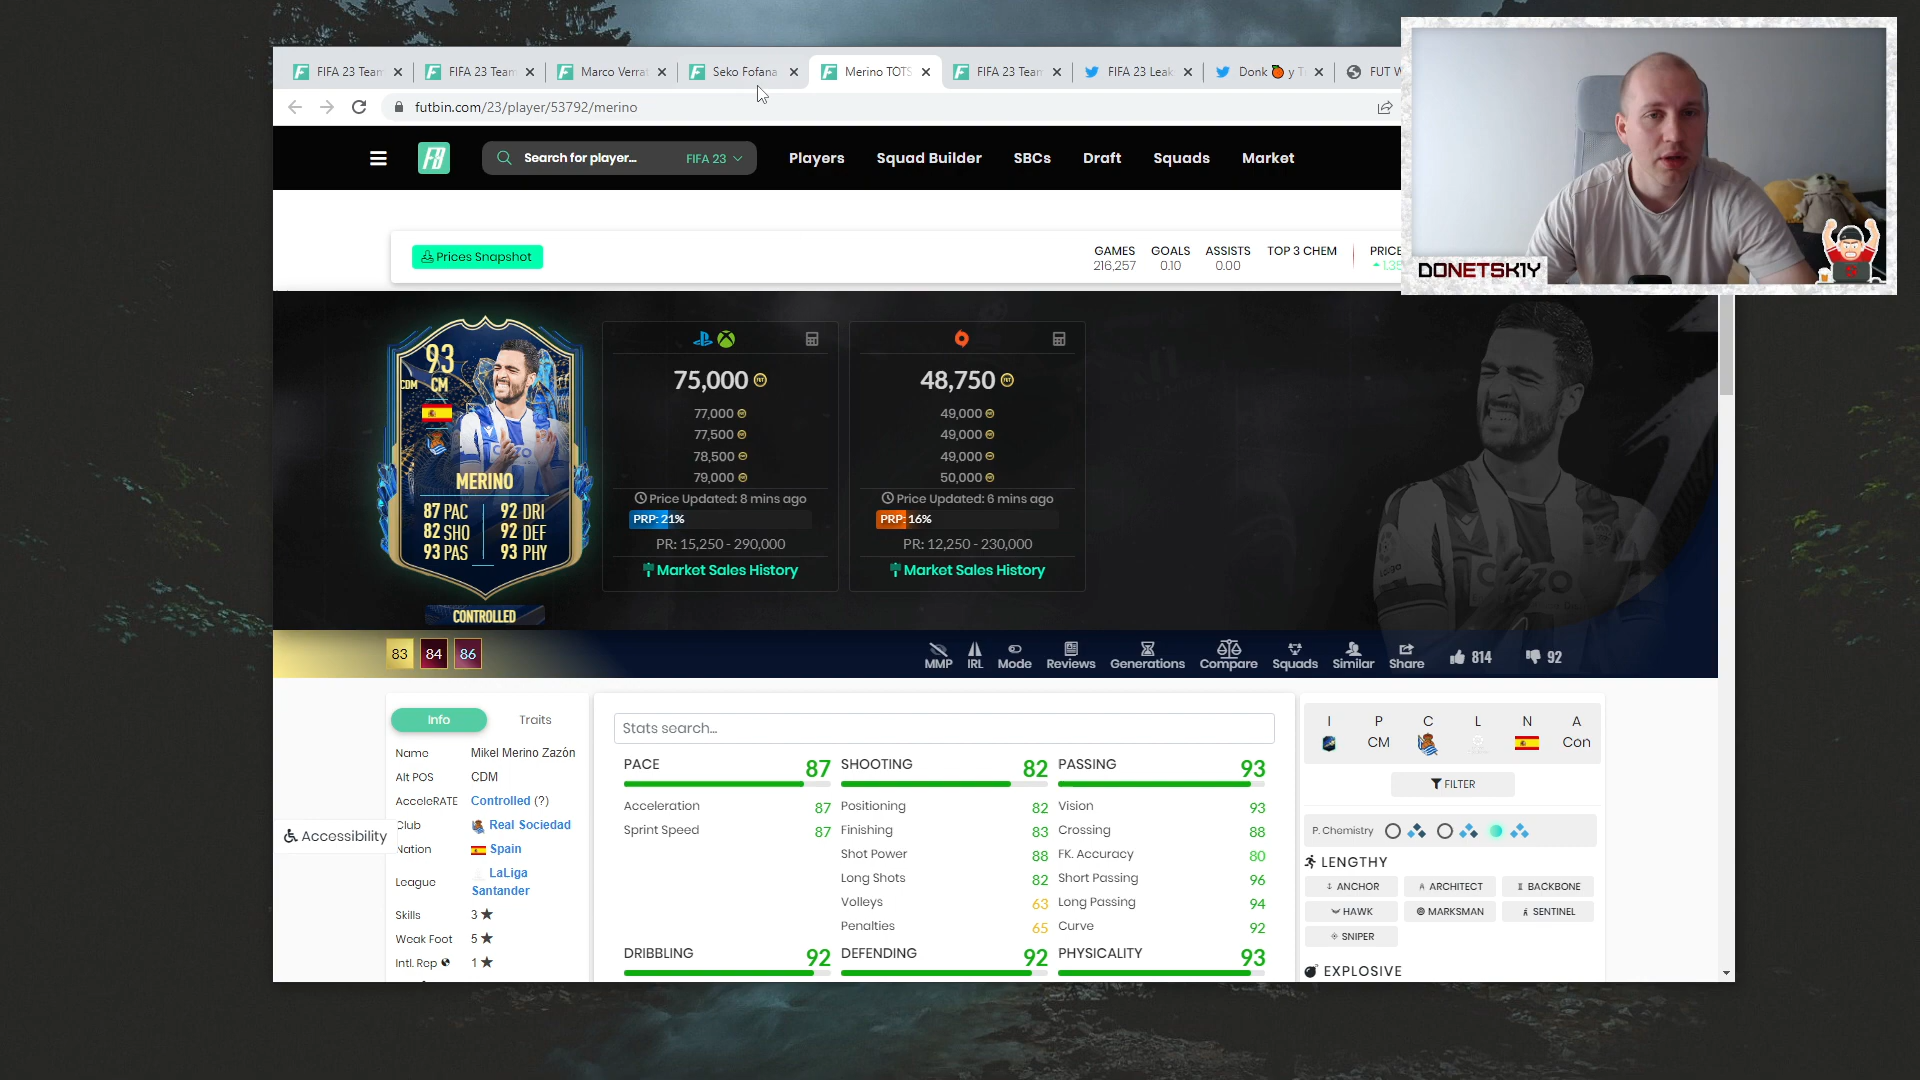 FIFA 23 Team
FIFA 23 Team
Marco Verrat
Seko Fofana
Merino TOTS
FIFA 23 Team
FIFA 23 Leak
Donk 🍊 y T
FUT W
futbin.com/23/player/53792/merino
FB
Search for player...
FIFA 23
Players
Squad Builder
SBCs
Draft
Squads
Market
DONETSK1Y
Prices Snapshot
GAMES
GOALS
ASSISTS
TOP 3 CHEM
PRICE
216,257
0.10
0.00
93
CM
CDM
MERINO
87 PAC
92 DRI
82 SHO
92 DEF
93 PAS
93 PHY
CONTROLLED
75,000
77,000
77,500
78,500
79,000
Price Updated: 8 mins ago
PRP: 21%
PR: 15,250 - 290,000
Market Sales History
48,750
49,000
49,000
49,000
50,000
Price Updated: 6 mins ago
PRP: 16%
PR: 12,250 - 230,000
Market Sales History
83
84
86
MMP
IRL
Mode
Reviews
Generations
Compare
Squads
Similar
Share
814
92
Info
Traits
Name Mikel Merino Zazón
Alt POS CDM
AcceleRATE Controlled (?)
Club Real Sociedad
Nation Spain
League LaLiga
Santander
Skills 3
Weak Foot 5
Intl. Rep 1
Accessibility
Stats search...
PACE 87
Acceleration 87
Sprint Speed 87
SHOOTING 82
Positioning 82
Finishing 83
Shot Power 88
Long Shots 82
Volleys 63
Penalties 65
PASSING 93
Vision 93
Crossing 88
FK. Accuracy 80
Short Passing 96
Long Passing 94
Curve 92
DRIBBLING 92
DEFENDING 92
PHYSICALITY 93
I P C L N A
CM
Con
FILTER
P. Chemistry
LENGTHY
ANCHOR
ARCHITECT
BACKBONE
HAWK
MARKSMAN
SENTINEL
SNIPER
EXPLOSIVE